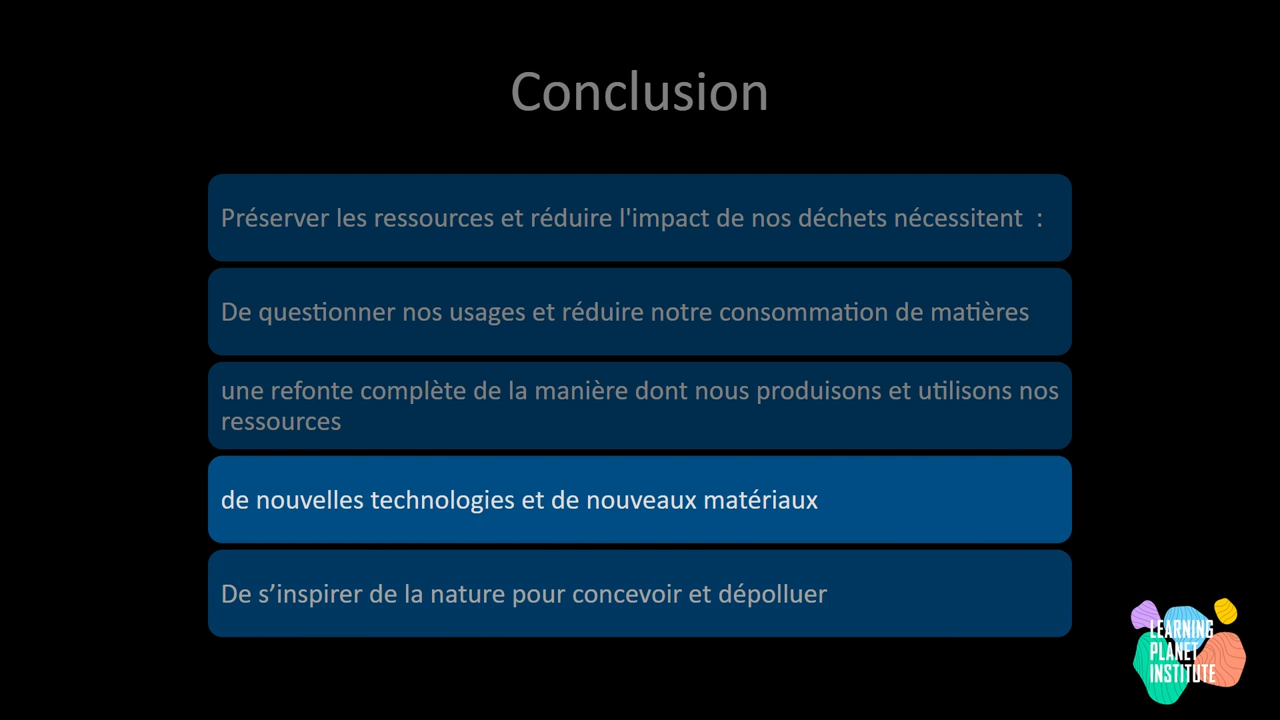 Conclusion
Préserver les ressources et réduire l'impact de nos déchets nécessitent :
De questionner nos usages et réduire notre consommation de matières
une refonte complète de la manière dont nous produisons et utilisons nos
ressources
de nouvelles technologies et de nouveaux matériaux
De s’inspirer de la nature pour concevoir et dépolluer
LEARNING
PLANET
INSTITUTE